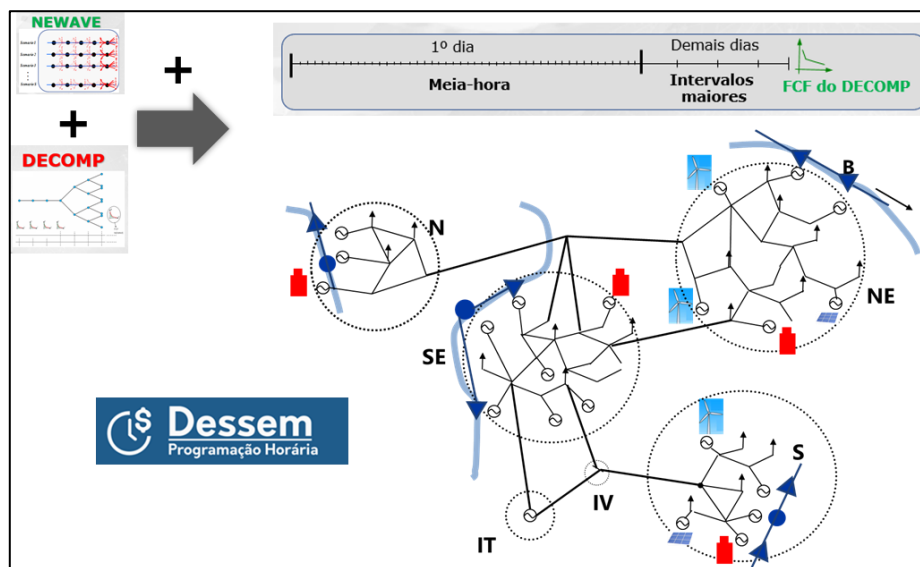 NEWAVE
+
+
DECOMP
1º dia
Demais dias
Meia-hora
Intervalos
maiores
FCF do DECOMP
B
N
NE
SE
S
IV
IT
$
Dessem
Programação Horária